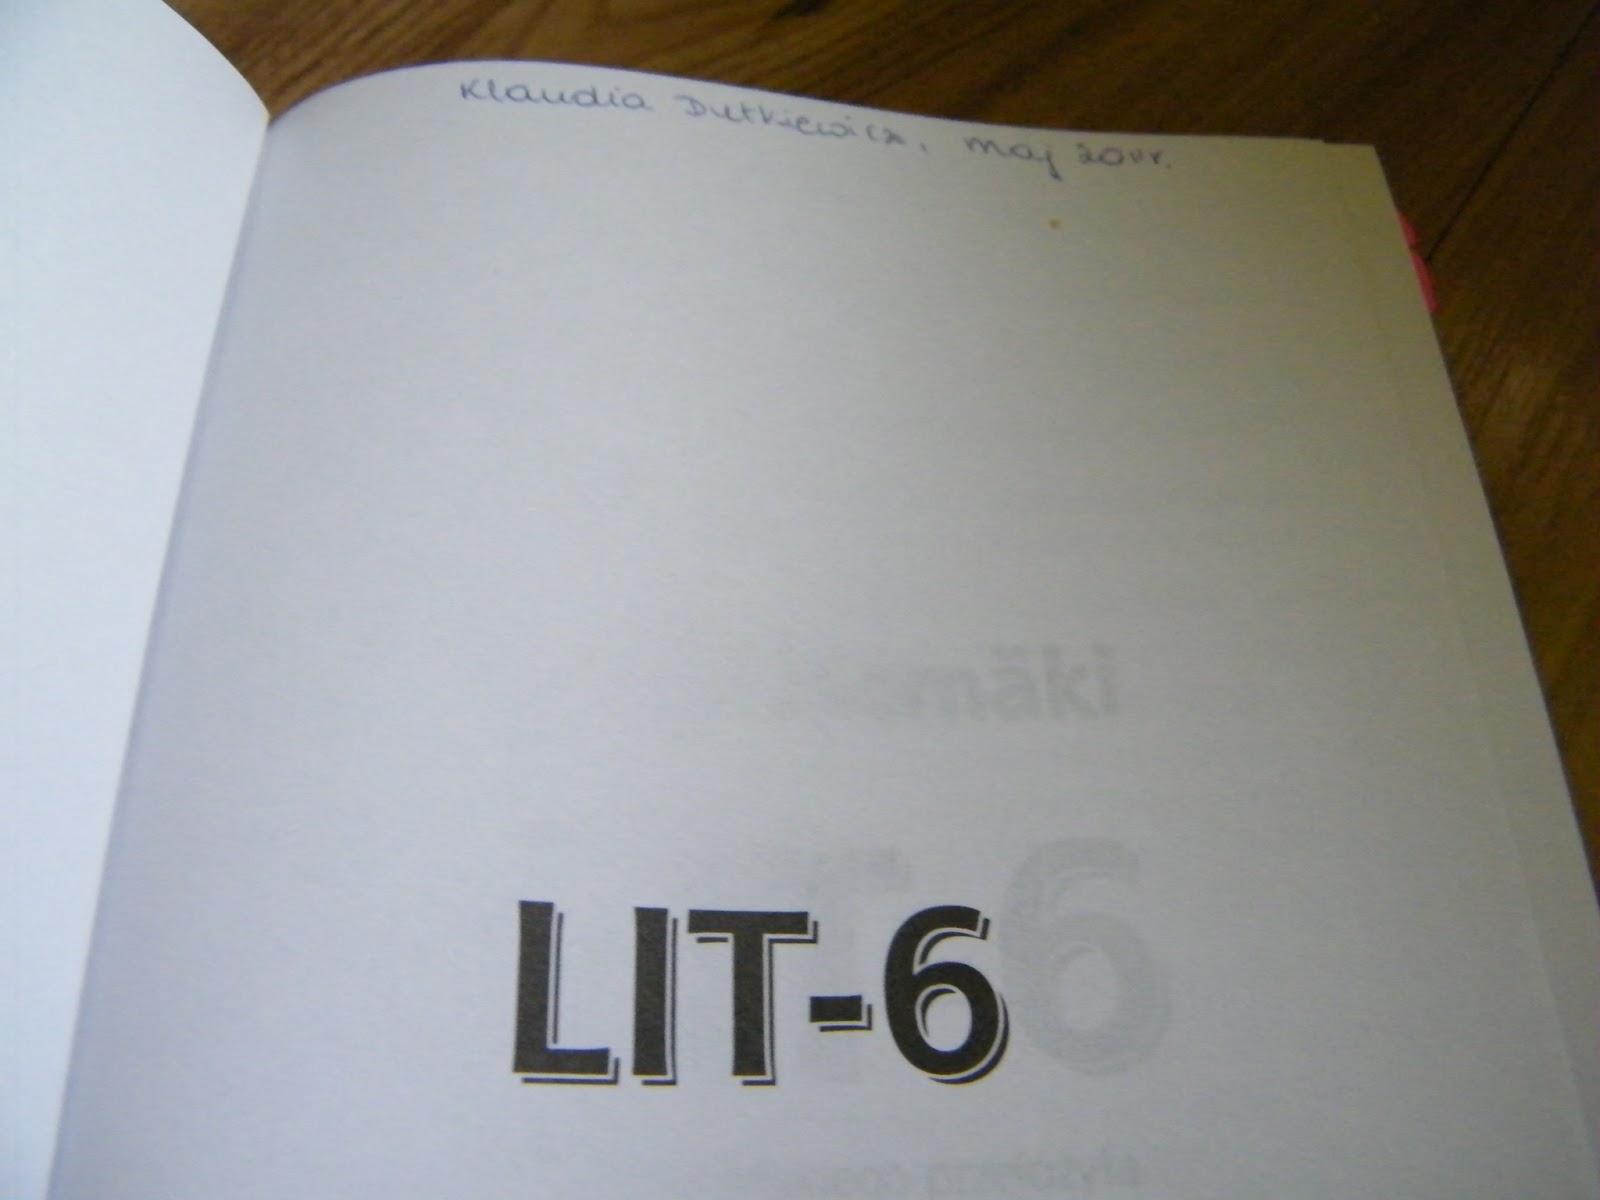 Klaudia Dutkiewicz, maj 2011r.
LIT-6